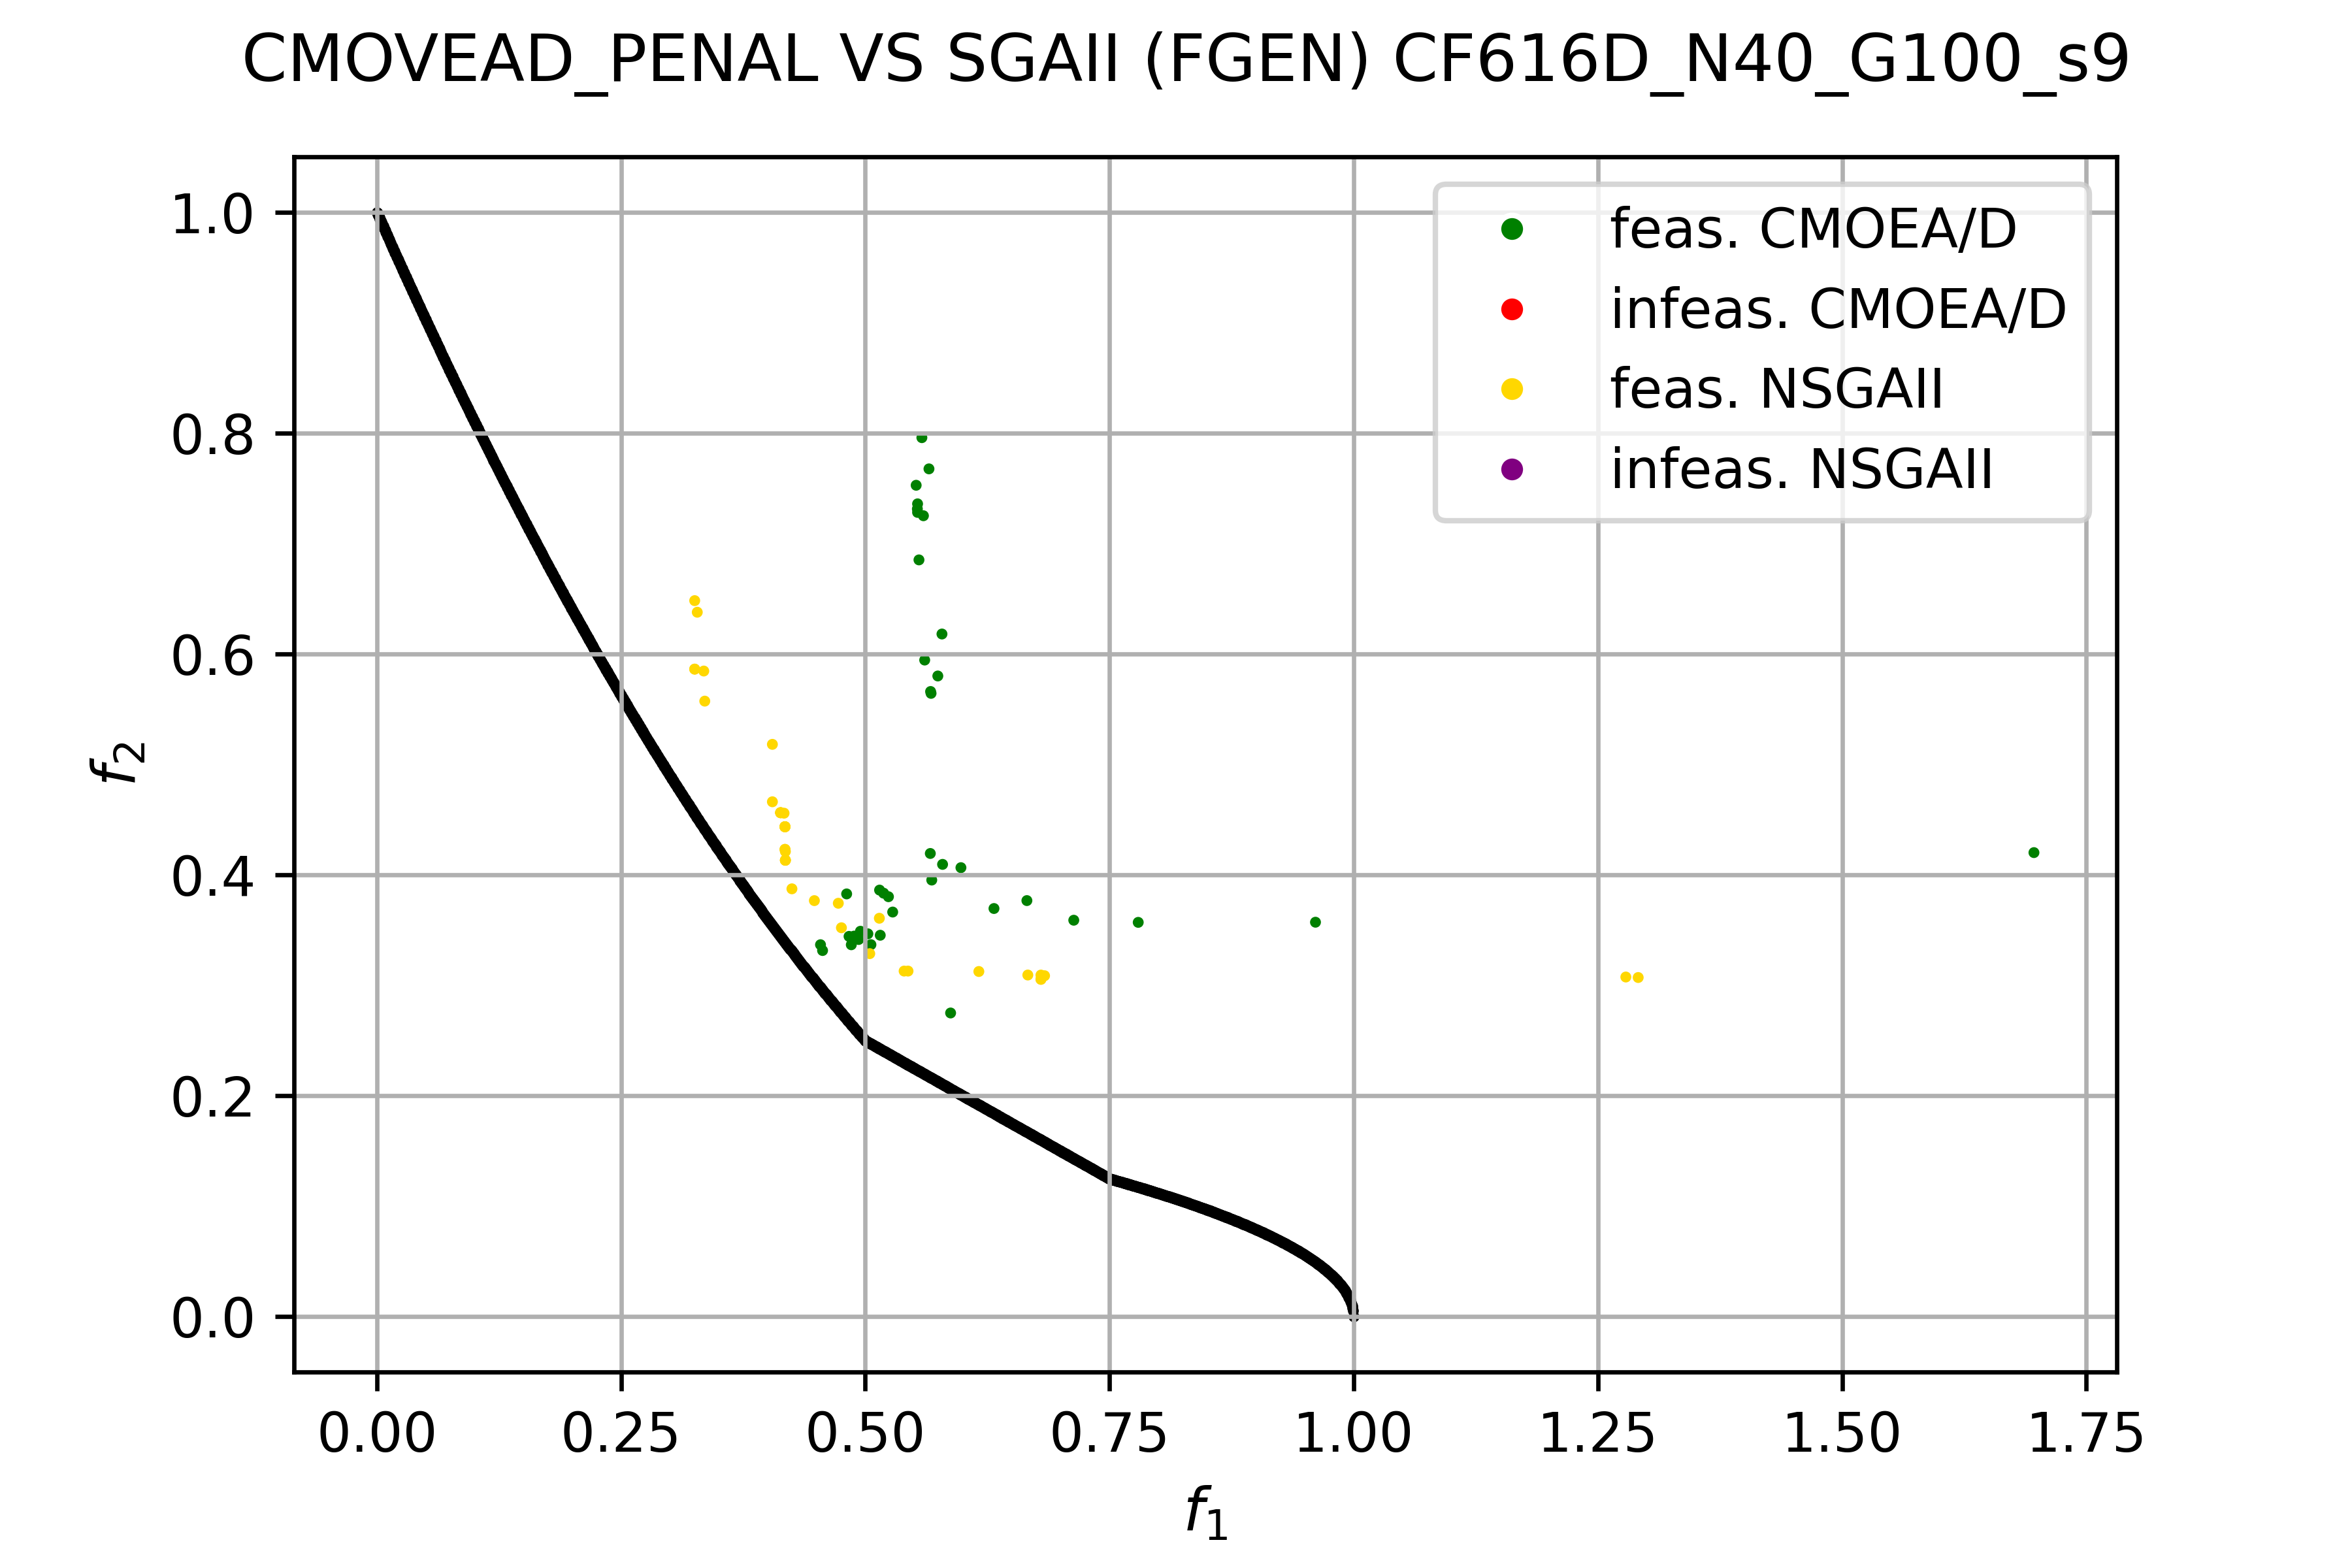 CMOVEAD_PENAL VS SGAII (FGEN) CF616D_N40_G100_s9
1.0
0.8
0.6
0.4
0.2
0.0
f2
feas. CMOEA/D
infeas. CMOEA/D
feas. NSGAII
infeas. NSGAII
0.00 0.25 0.50 0.75 1.00 1.25 1.50 1.75
f1